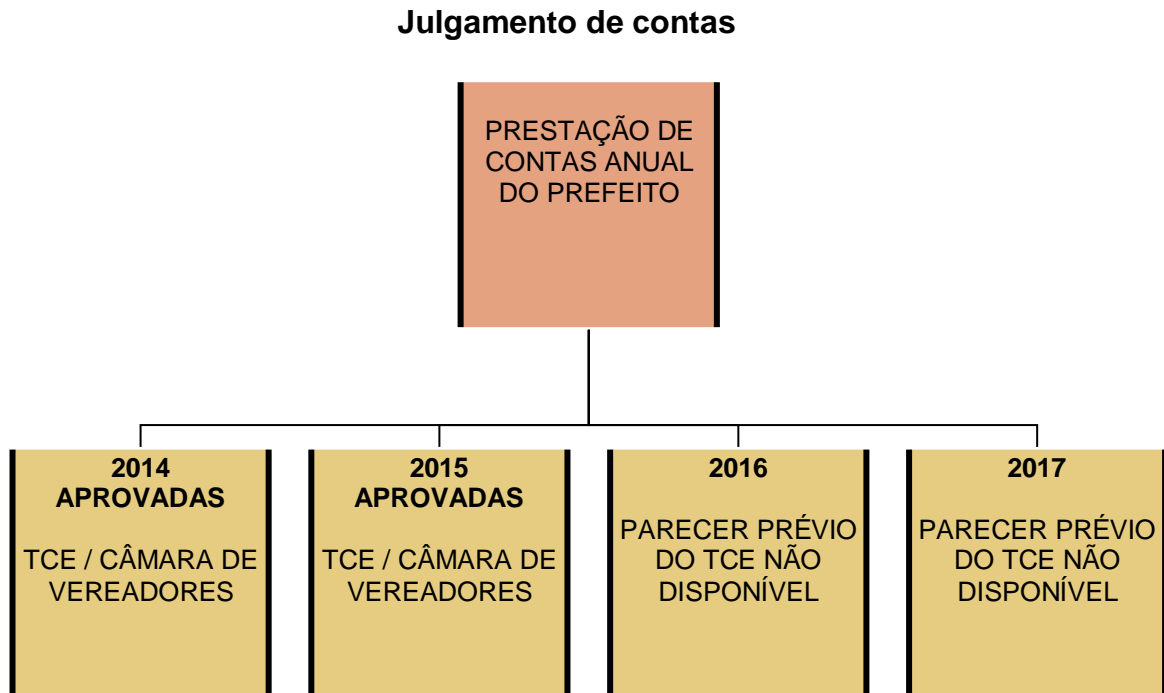 Julgamento de contas
PRESTAÇÃO DE
CONTAS ANUAL
DO PREFEITO
2014
APROVADAS
TCE / CÂMARA DE
VEREADORES
2015
APROVADAS
TCE / CÂMARA DE
VEREADORES
2016
PARECER PRÉVIO
DO TCE NÃO
DISPONÍVEL
2017
PARECER PRÉVIO
DO TCE NÃO
DISPONÍVEL